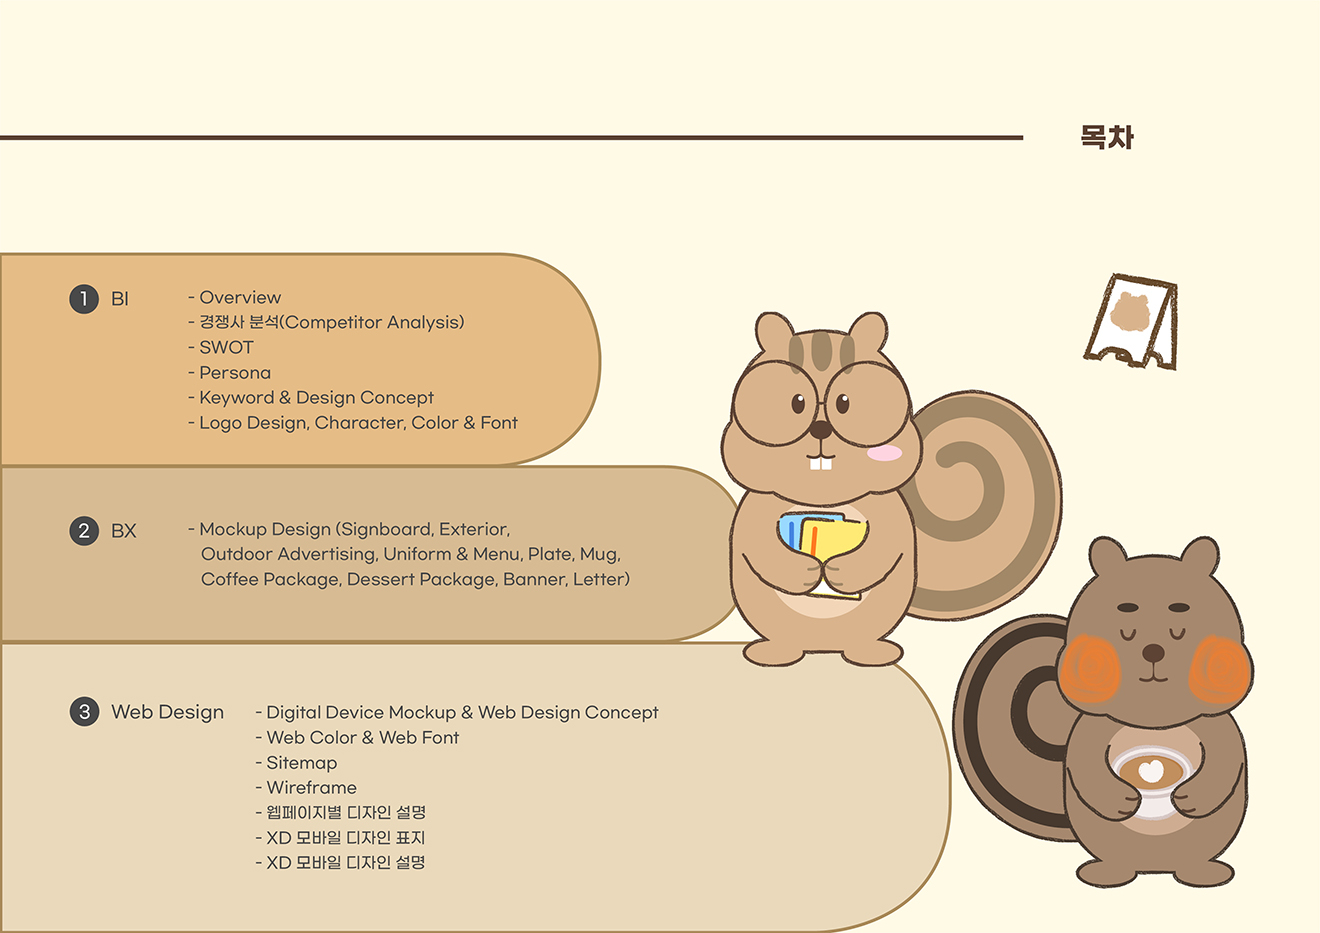 목차
1 BI
- Overview
- 경쟁사 분석(Competitor Analysis)
- SWOT
- Persona
- Keyword & Design Concept
- Logo Design, Character, Color & Font
2 BX
- Mockup Design (Signboard, Exterior,
Outdoor Advertising, Uniform & Menu, Plate, Mug,
Coffee Package, Dessert Package, Banner, Letter)
3 Web Design
- Digital Device Mockup & Web Design Concept
- Web Color & Web Font
- Sitemap
- Wireframe
- 웹페이지별 디자인 설명
- XD 모바일 디자인 표지
- XD 모바일 디자인 설명